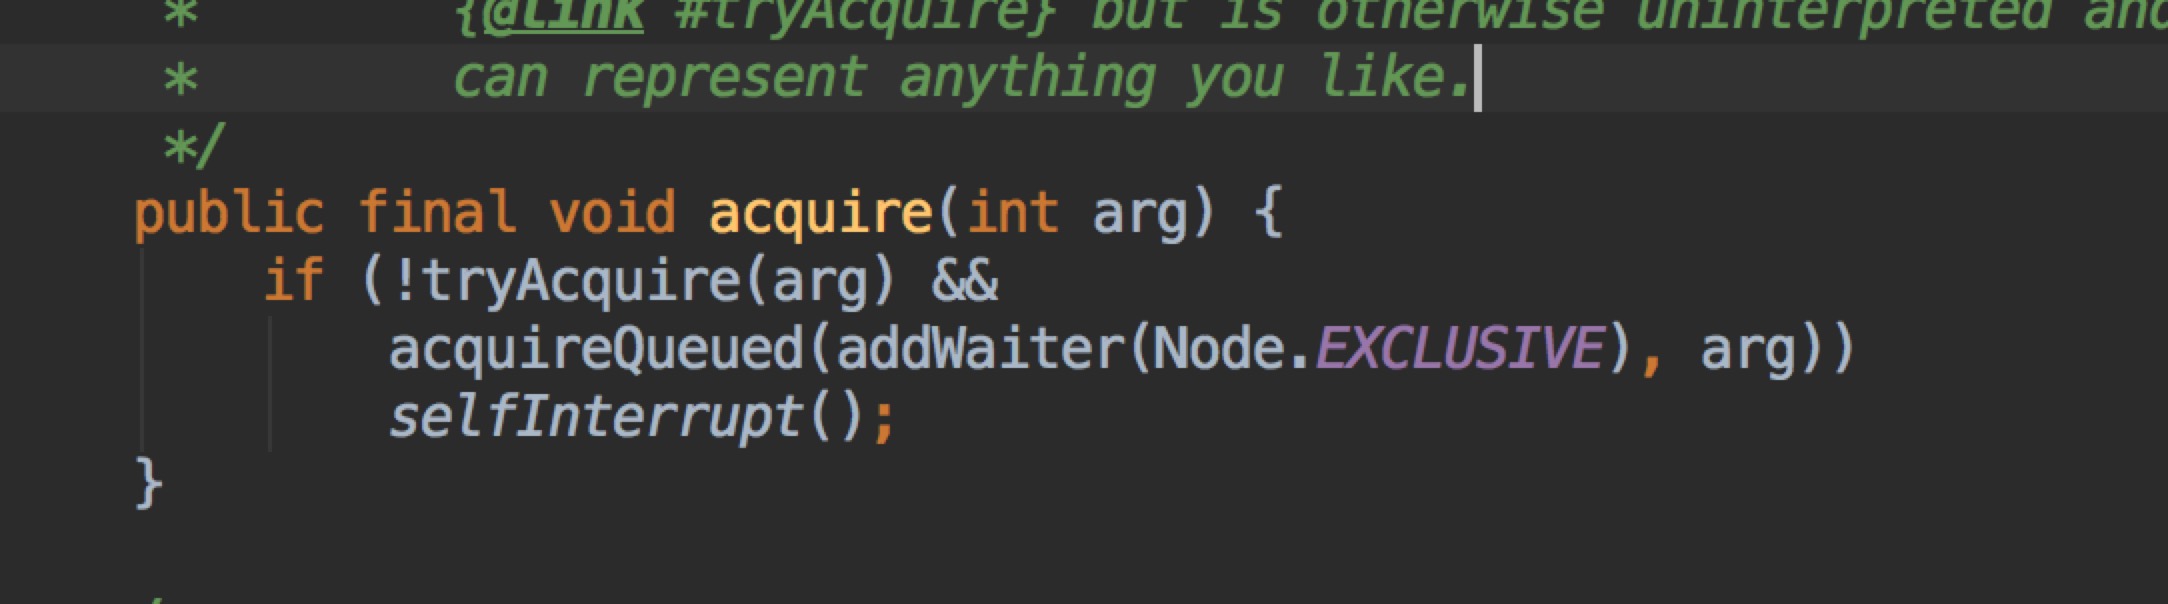 * {@link #tryAcquire} but is otherwise uninterpreted and
* can represent anything you like.
*/
public final void acquire(int arg) {
if (!tryAcquire(arg) &&
acquireQueued(addWaiter(Node.EXCLUSIVE), arg))
selfInterrupt();
}